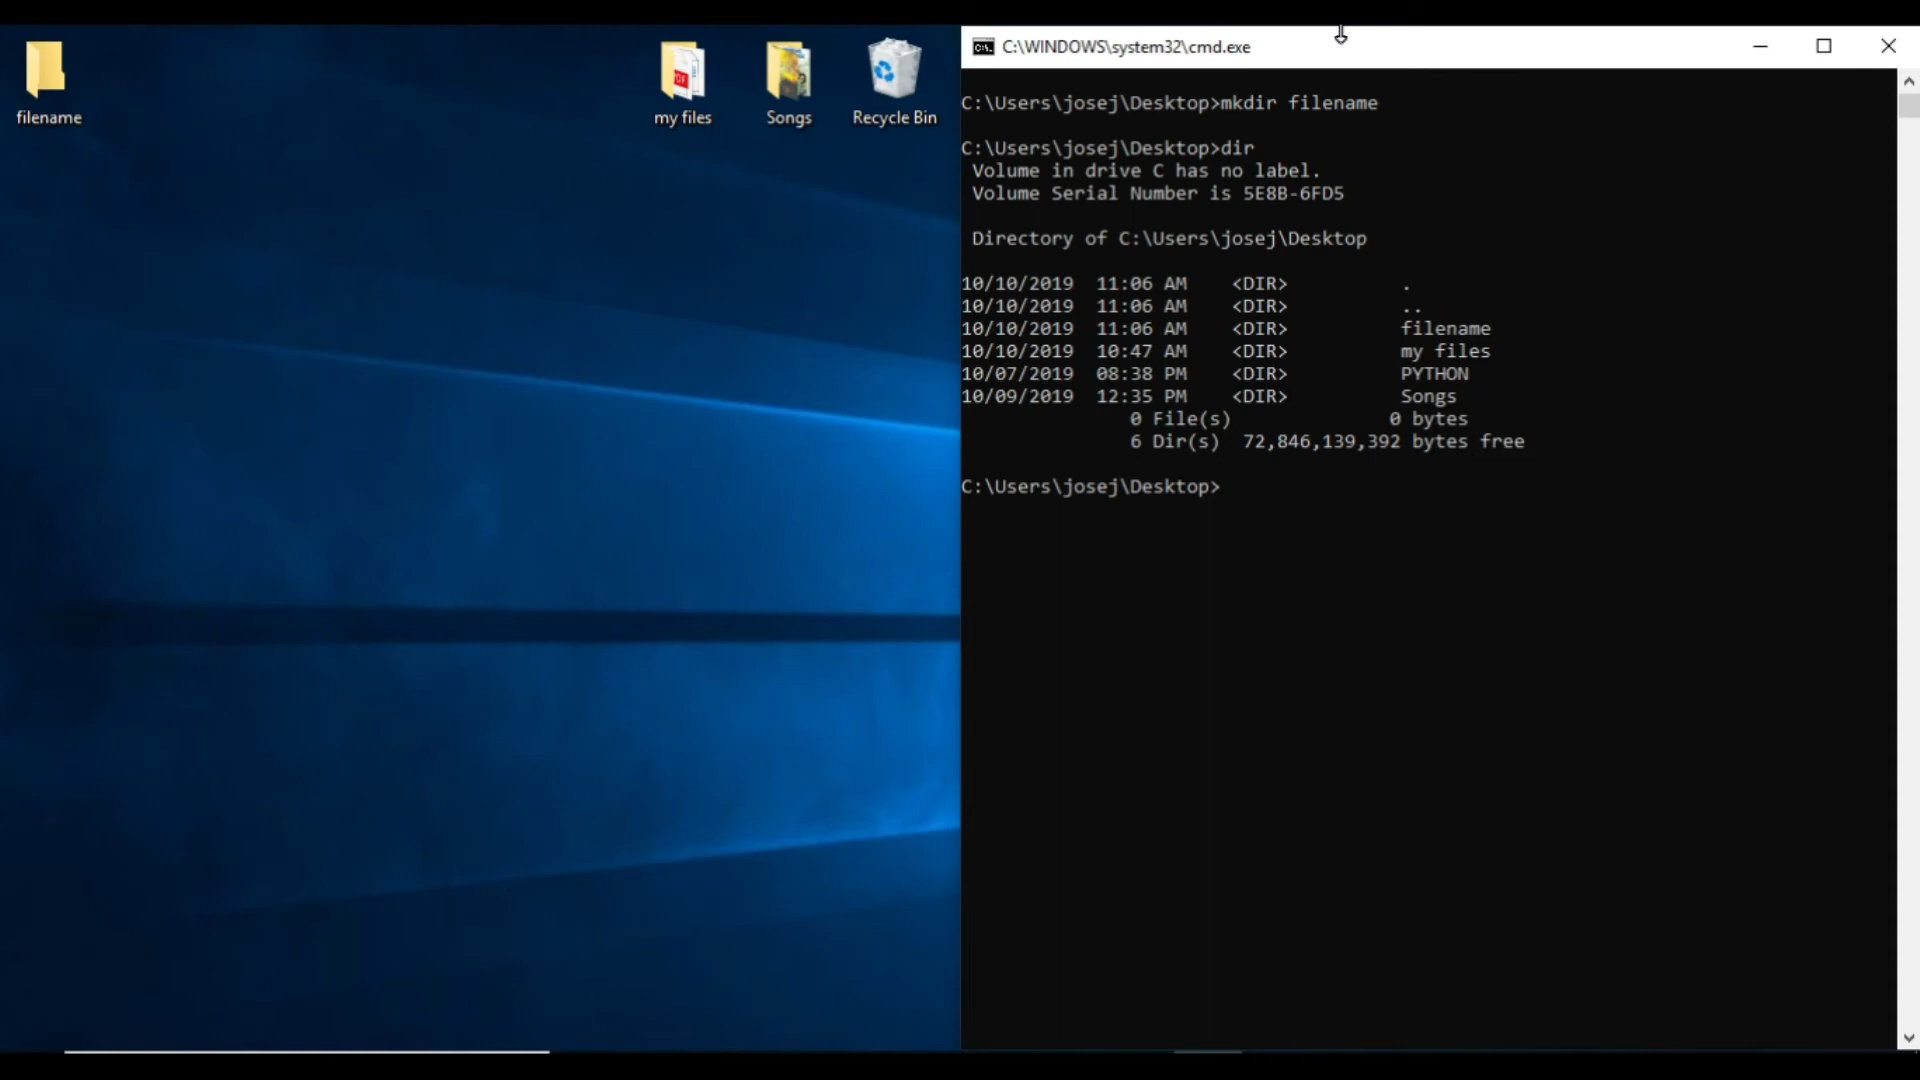 filename
my files
Songs
Recycle Bin
C:\WINDOWS\system32\cmd.exe
C:\Users\josej\Desktop>mkdir filename
C:\Users\josej\Desktop>dir
Volume in drive C has no label.
Volume Serial Number is 5E8B-6FD5
Directory of C:\Users\josej\Desktop
10/10/2019 11:06 AM <DIR> .
10/10/2019 11:06 AM <DIR> ..
10/10/2019 11:06 AM <DIR> filename
10/10/2019 10:47 AM <DIR> my files
10/07/2019 08:38 PM <DIR> PYTHON
10/09/2019 12:35 PM <DIR> Songs
0 File(s) 0 bytes
6 Dir(s) 72,846,139,392 bytes free
C:\Users\josej\Desktop>